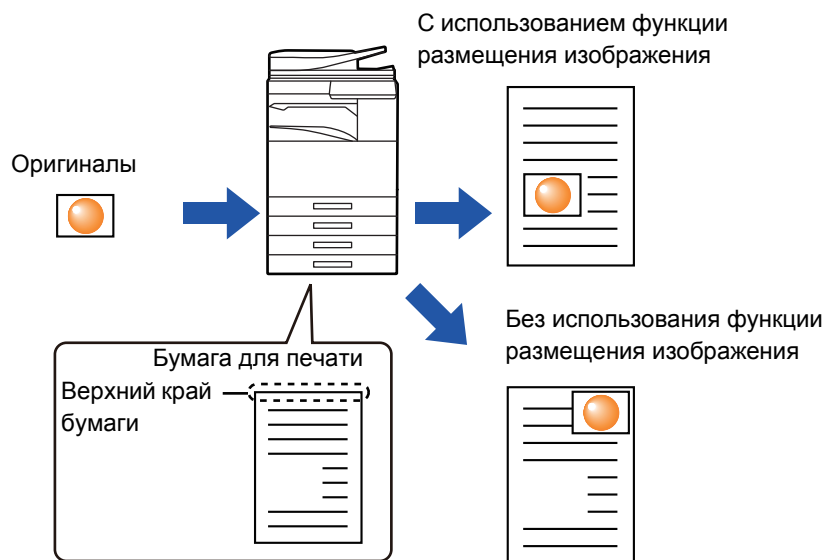 С использованием функции
размещения изображения
Оригиналы
Без использования функции
размещения изображения
Бумага для печати
Верхний край
бумаги